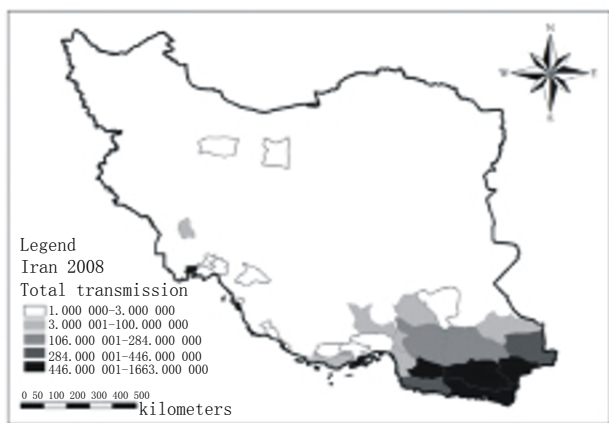 N
W E
S
Legend
Iran 2008
Total transmission
1.000 000-3.000 000
3.000 001-100.000 000
106.000 001-284.000 000
284.000 001-446.000 000
446.000 001-1663.000 000
0 50 100 200 300 400 500
kilometers